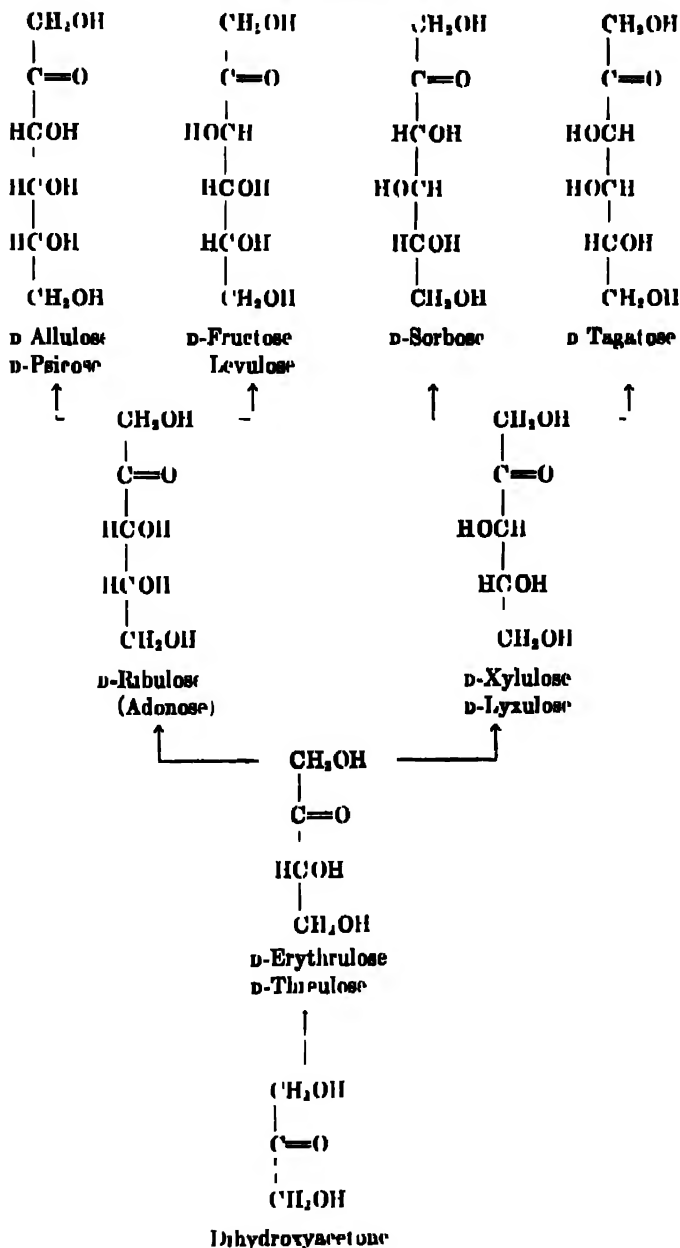 CH₂OH CH₂OH CH₂OH CH₂OH
C=O C=O C=O C=O
HCOH HOCH HCOH HOCH
HCOH HCOH HOCH HOCH
HCOH HCOH HCOH HCOH
CH₂OH CH₂OH CH₂OH CH₂OH
D Allulose D-Fructose D-Sorbose D Tagatose
D-Psicose Levulose
CH₂OH CH₂OH
C=O C=O
HCOH HOCH
HCOH HCOH
CH₂OH CH₂OH
D-Ribulose D-Xylulose
(Adonose) D-Lyxulose
CH₂OH
C=O
HCOH
CH₂OH
D-Erythrulose
D-Threulose
CH₂OH
C=O
CH₂OH
Dihydroxyacetone